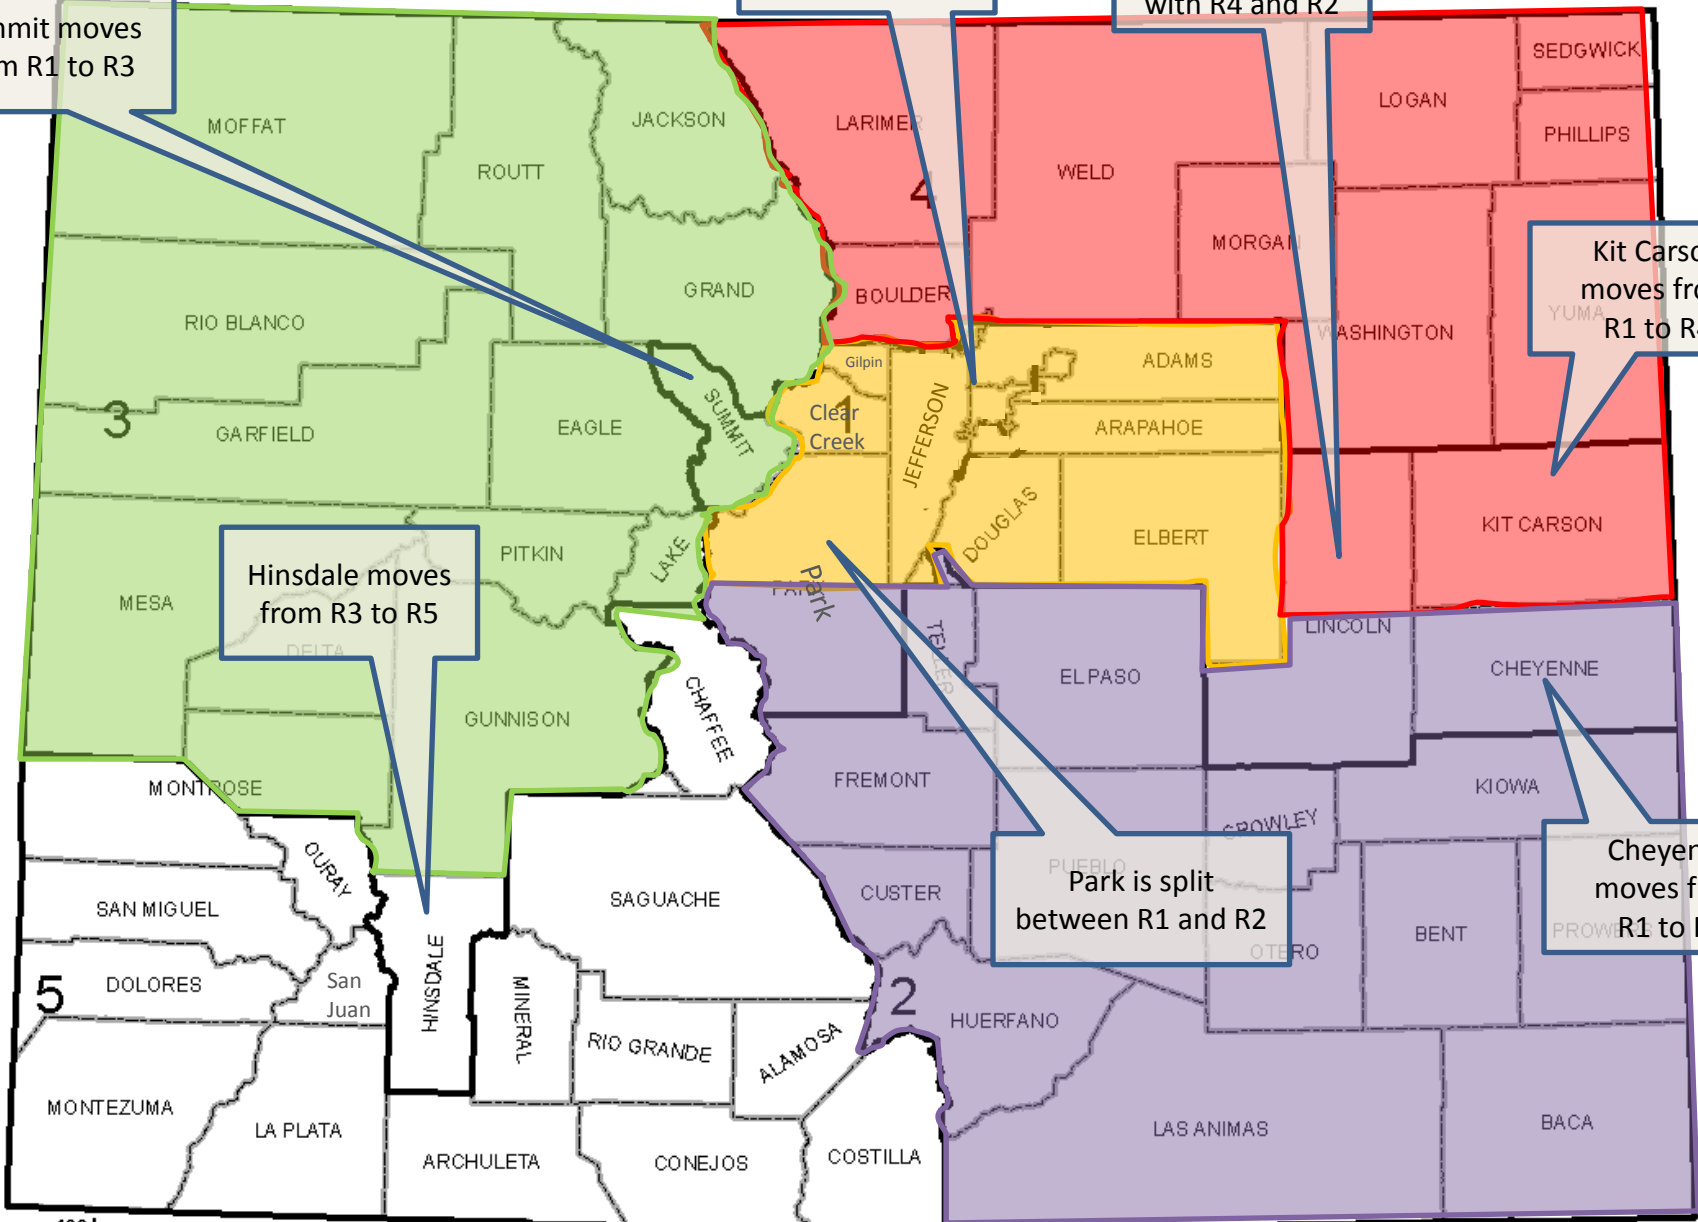 with R4 and R2
m R1 to R3
SEDGWICK
LOGAN
MOFFAT
JACKSON
LARIMER
PHILLIPS
ROUTT
WELD
4
MORGAN
Kit Carso
moves fro
R1 to R
GRAND
BOULDER
RIO BLANCO
YUMA
WASHINGTON
Gilpin
ADAMS
3
GARFIELD
EAGLE
SUMMIT
1
Clear
Creek
JEFFERSON
ARAPAHOE
KIT CARSON
PITKIN
LAKE
DOUGLAS
ELBERT
Hinsdale moves
from R3 to R5
MESA
DELTA
Park
LINCOLN
TELLER
EL PASO
CHEYENNE
GUNNISON
CHAFFEE
MONTROSE
FREMONT
KIOWA
CROWLEY
OURAY
PUEBLO
Park is split
between R1 and R2
Cheyen
moves f
R1 to
SAN MIGUEL
SAGUACHE
CUSTER
BENT
PROWERS
OTERO
5
DOLORES
San
Juan
HINSDALE
MINERAL
2
HUERFANO
RIO GRANDE
ALAMOSA
MONTEZUMA
LA PLATA
ARCHULETA
CONEJOS
COSTILLA
LAS ANIMAS
BACA